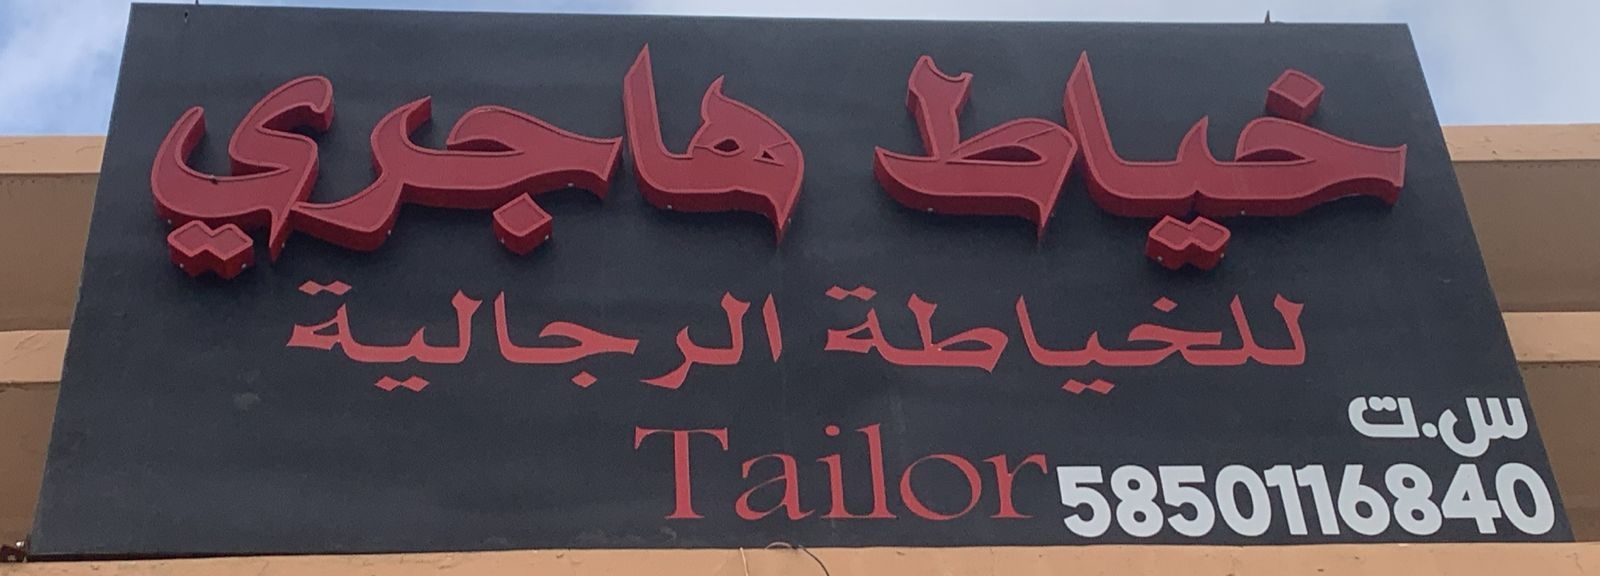 خياط هاجري
للخياطة الرجالية
Tailor
س.ت
5850116840